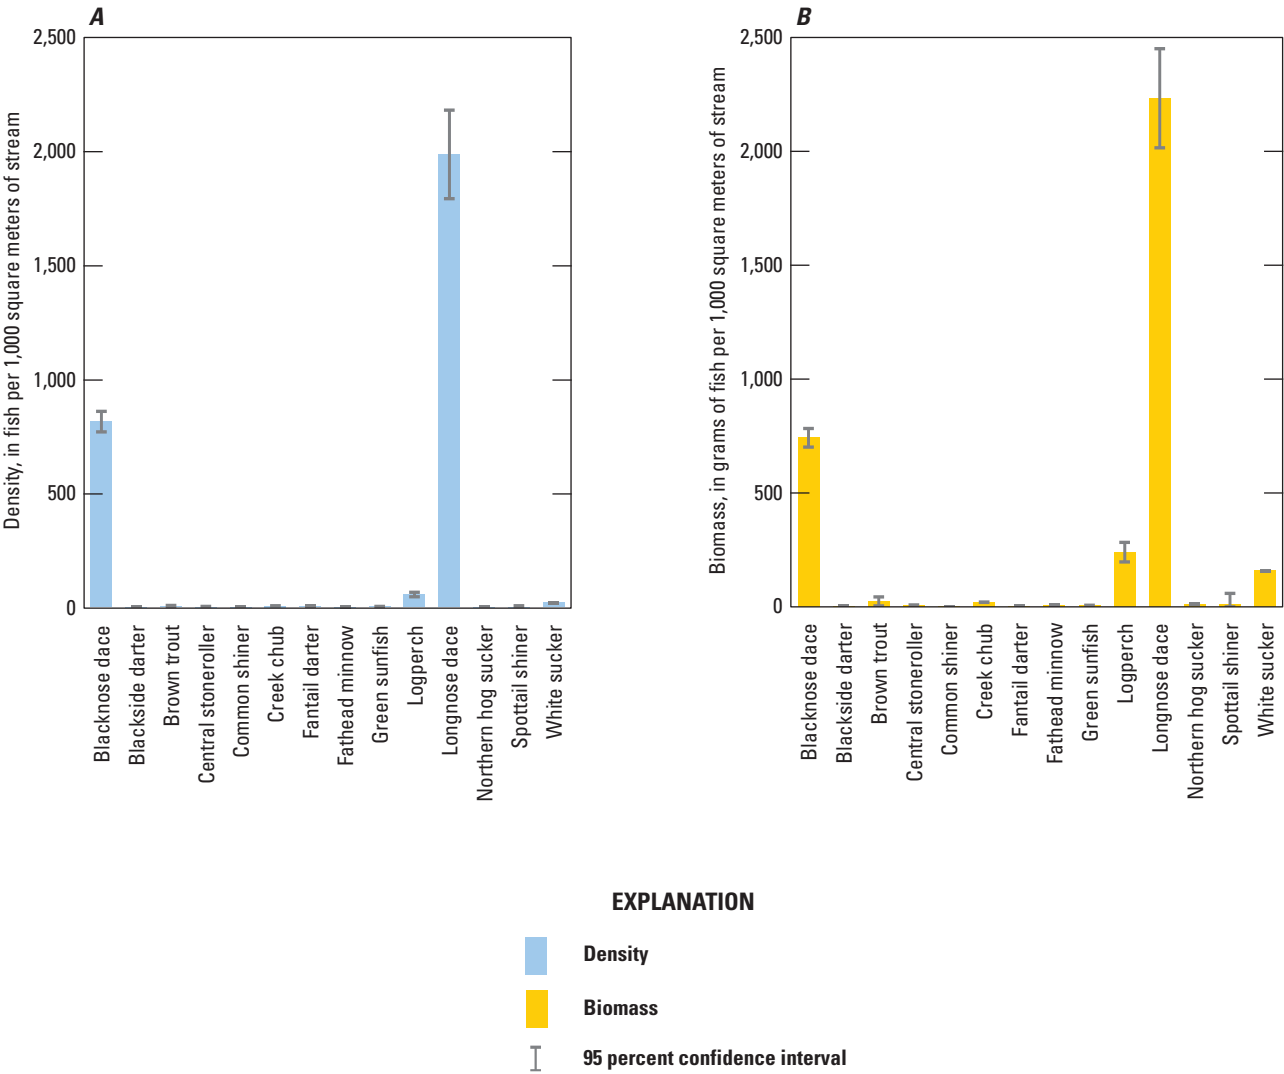 A
2,500
2,000
1,500
1,000
500
0
Density, in fish per 1,000 square meters of stream
Blacknose dace
Blackside darter
Brown trout
Central stoneroller
Common shiner
Creek chub
Fantail darter
Fathead minnow
Green sunfish
Logperch
Longnose dace
Northern hog sucker
Spottail shiner
White sucker
B
2,500
2,000
1,500
1,000
500
0
Biomass, in grams of fish per 1,000 square meters of stream
Blacknose dace
Blackside darter
Brown trout
Central stoneroller
Common shiner
Creek chub
Fantail darter
Fathead minnow
Green sunfish
Logperch
Longnose dace
Northern hog sucker
Spottail shiner
White sucker
EXPLANATION
Density
Biomass
95 percent confidence interval